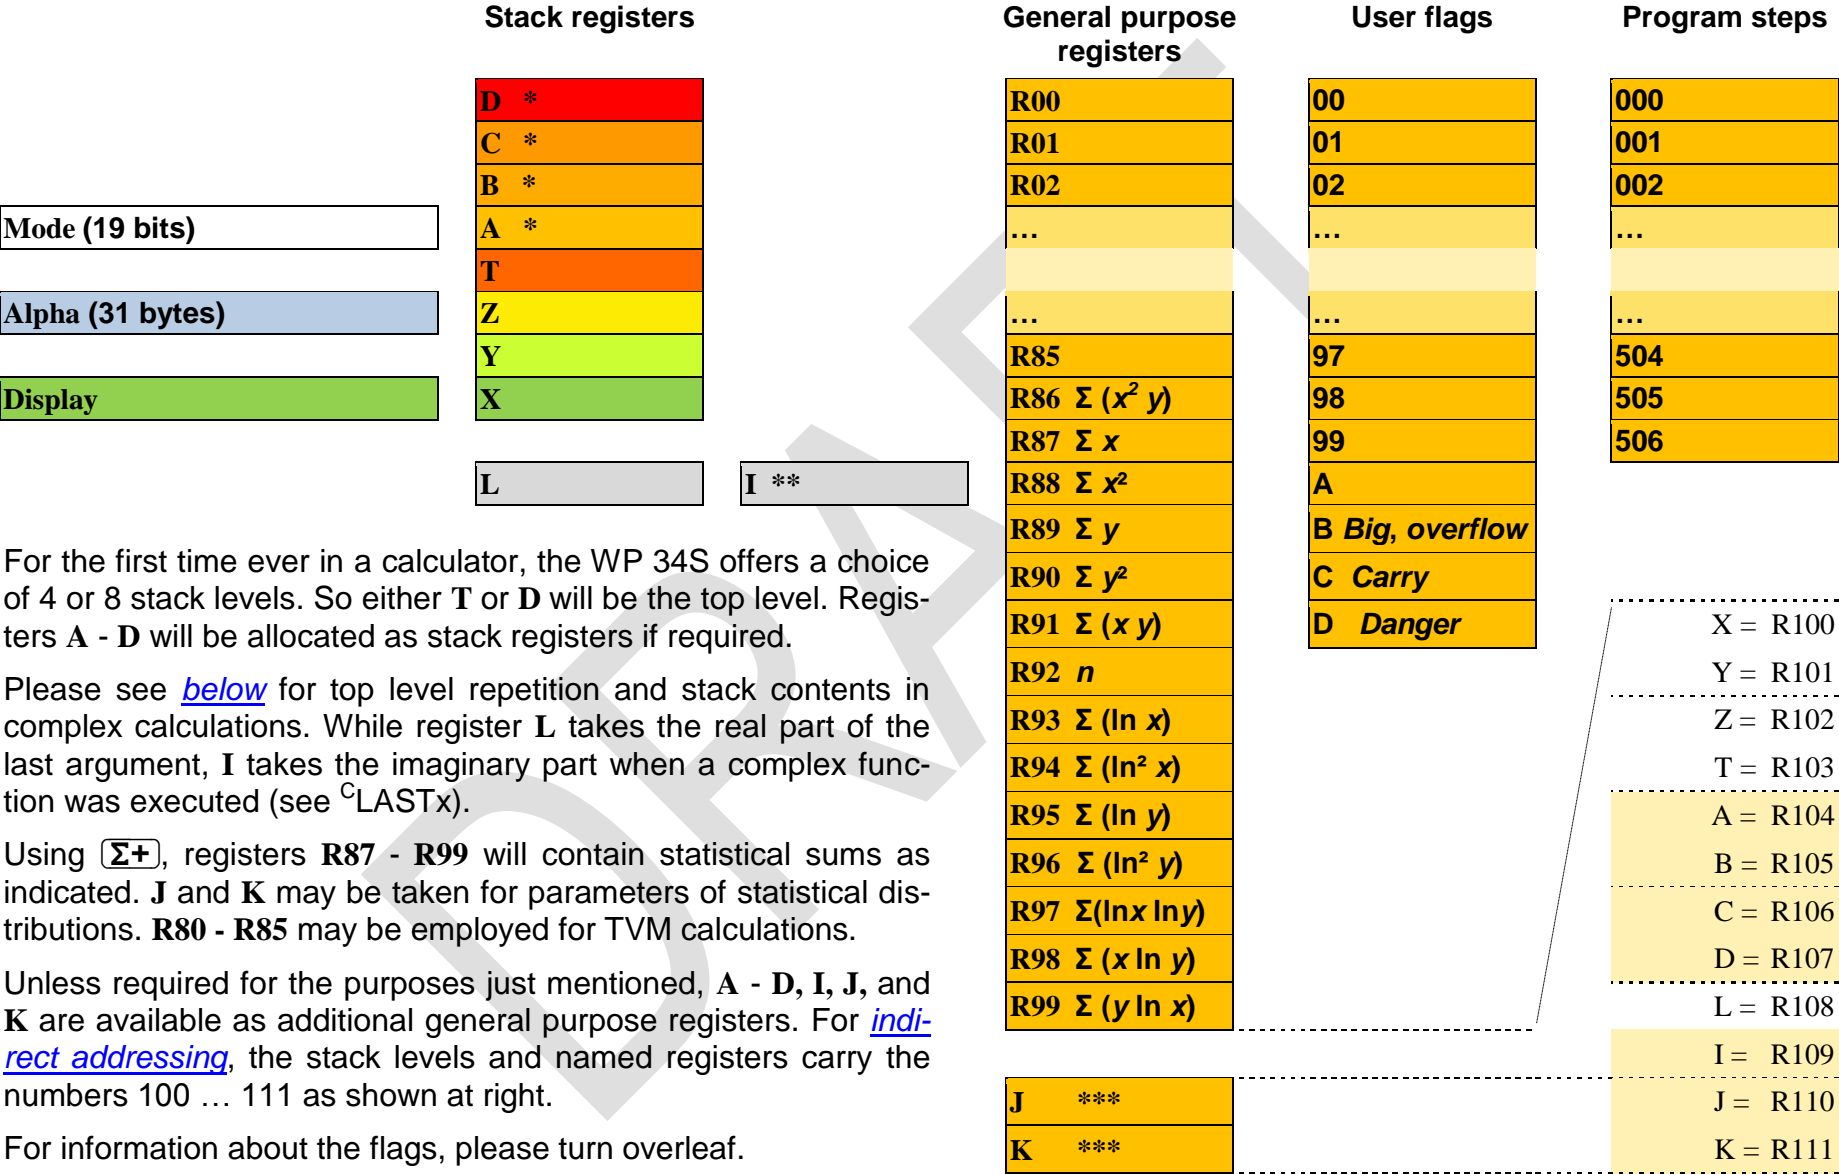 Stack registers
General purpose
registers
User flags
Program steps
D *
C *
B *
A *
T
Z
Y
X
Mode (19 bits)
Alpha (31 bytes)
Display
L
I **
R00
R01
R02
…
…
R85
R86 Σ (x² y)
R87 Σ x
R88 Σ x²
R89 Σ y
R90 Σ y²
R91 Σ (x y)
R92 n
R93 Σ (ln x)
R94 Σ (ln² x)
R95 Σ (ln y)
R96 Σ (ln² y)
R97 Σ(lnx lny)
R98 Σ (x ln y)
R99 Σ (y ln x)
J ***
K ***
00
01
02
…
…
97
98
99
A
B Big, overflow
C Carry
D Danger
000
001
002
…
…
504
505
506
X = R100
Y = R101
Z = R102
T = R103
A = R104
B = R105
C = R106
D = R107
L = R108
I = R109
J = R110
K = R111
For the first time ever in a calculator, the WP 34S offers a choice
of 4 or 8 stack levels. So either T or D will be the top level. Regis-
ters A - D will be allocated as stack registers if required.
Please see below for top level repetition and stack contents in
complex calculations. While register L takes the real part of the
last argument, I takes the imaginary part when a complex func-
tion was executed (see ᶜLASTx).
Using Σ+, registers R87 - R99 will contain statistical sums as
indicated. J and K may be taken for parameters of statistical dis-
tributions. R80 - R85 may be employed for TVM calculations.
Unless required for the purposes just mentioned, A - D, I, J, and
K are available as additional general purpose registers. For indi-
rect addressing, the stack levels and named registers carry the
numbers 100 … 111 as shown at right.
For information about the flags, please turn overleaf.
DRAFT